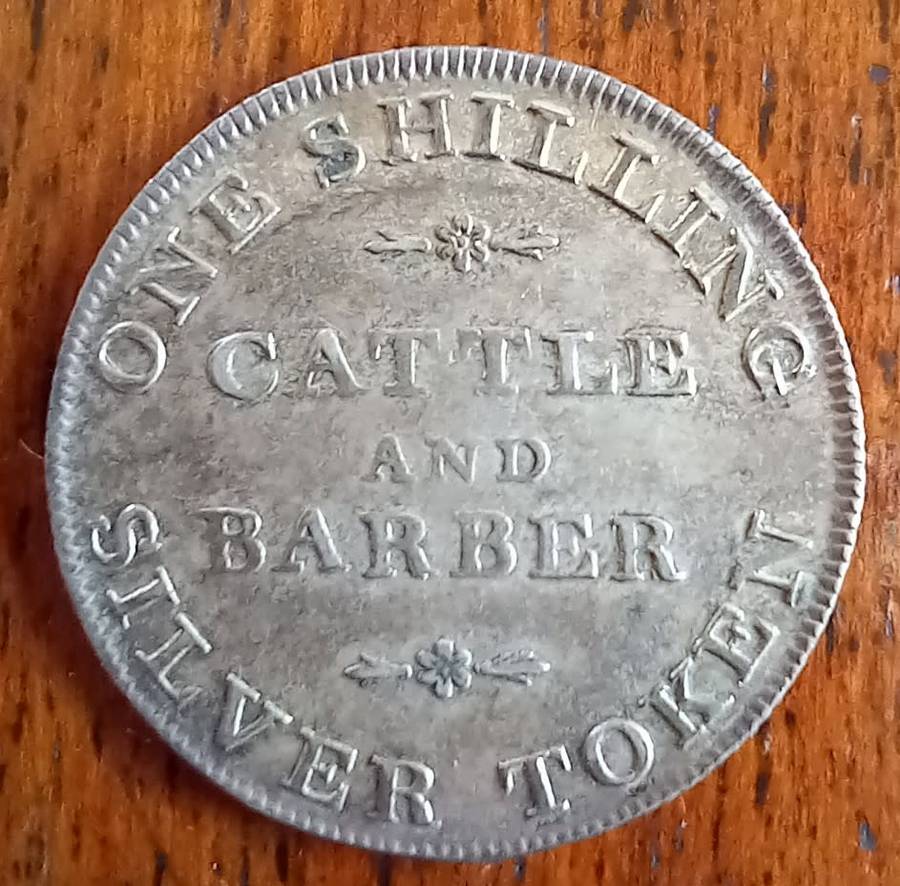 ONE SHILLING
CATTLE
AND
BARBER
SILVER TOKEN